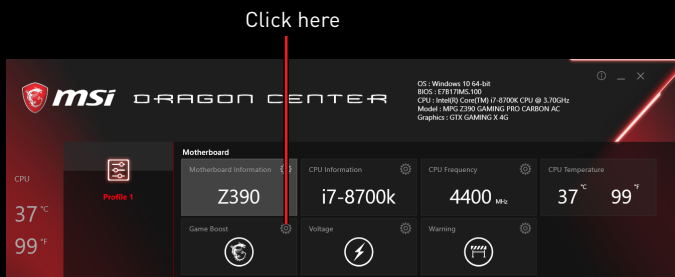 Click here
OS : Windows 10 64-bit
BIOS : E7B17IMS.100
CPU : Intel(R) Core(TM) i7-8700K CPU @ 3.70GHz
Model : MPG Z390 GAMING PRO CARBON AC
Graphics : GTX GAMING X 4G
msi DRAGON CENTER
Motherboard
Motherboard Information CPU Information CPU Frequency CPU Temperature
Z390 i7-8700k 4400 MHz 37 °C 99 °F
CPU
Profile 1
37 °C
99 °F
Game Boost Voltage Warning